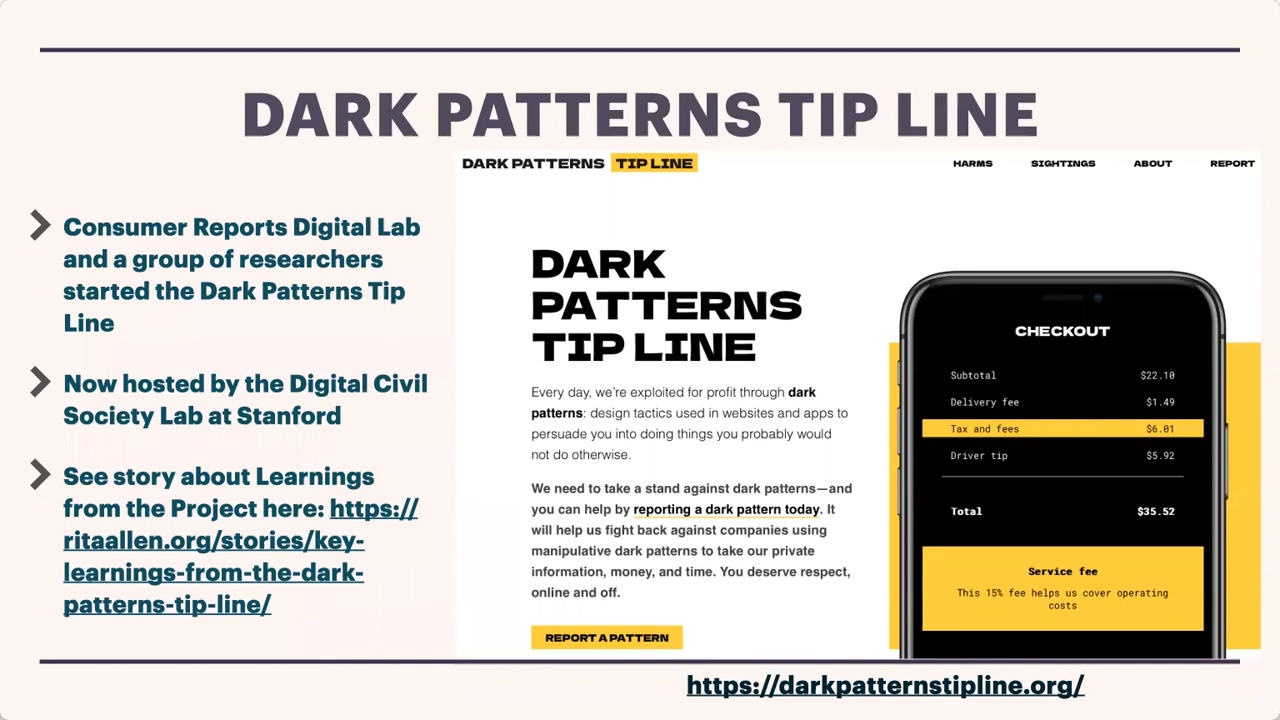 DARK PATTERNS TIP LINE
Consumer Reports Digital Lab
and a group of researchers
started the Dark Patterns Tip
Line
Now hosted by the Digital Civil
Society Lab at Stanford
See story about Learnings
from the Project here: https://
ritaallen.org/stories/key-
learnings-from-the-dark-
patterns-tip-line/
DARK PATTERNS TIP LINE
HARMS SIGHTINGS ABOUT REPORT
DARK
PATTERNS
TIP LINE
Every day, we’re exploited for profit through dark
patterns: design tactics used in websites and apps to
persuade you into doing things you probably would
not do otherwise.
We need to take a stand against dark patterns—and
you can help by reporting a dark pattern today. It
will help us fight back against companies using
manipulative dark patterns to take our private
information, money, and time. You deserve respect,
online and off.
REPORT A PATTERN
CHECKOUT
Subtotal $22.10
Delivery fee $1.49
Tax and fees $6.01
Driver tip $5.92
Total $35.52
Service fee
This 15% fee helps us cover operating
costs
https://darkpatternstipline.org/